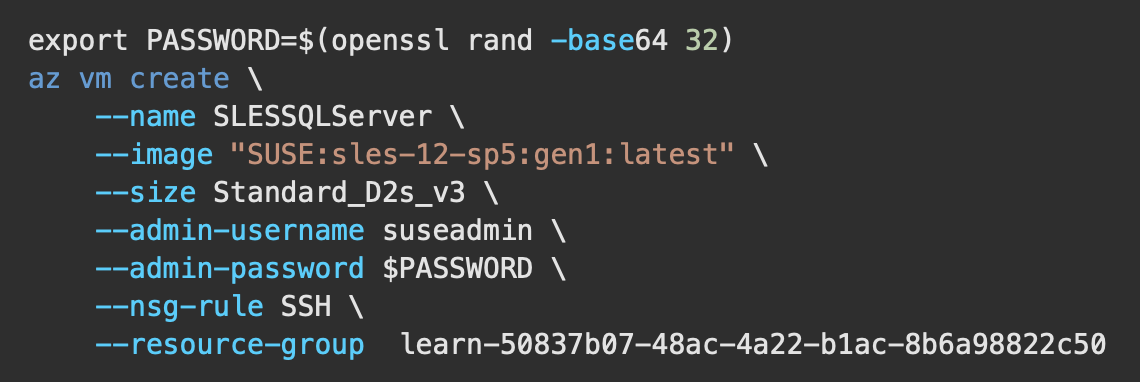 export PASSWORD=$(openssl rand -base64 32)
az vm create \
    --name SLESSQLServer \
    --image "SUSE:sles-12-sp5:gen1:latest" \
    --size Standard_D2s_v3 \
    --admin-username suseadmin \
    --admin-password $PASSWORD \
    --nsg-rule SSH \
    --resource-group  learn-50837b07-48ac-4a22-b1ac-8b6a98822c50